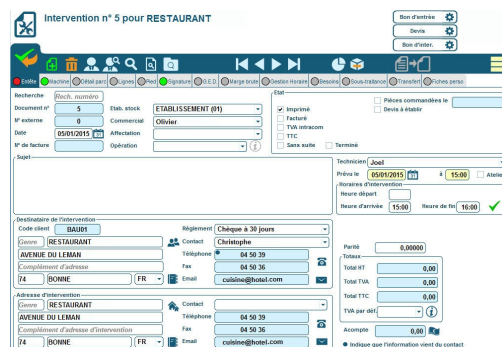 Intervention n° 5 pour RESTAURANT
Bon d'entrée
Devis
Bon d'inter.
Entête Machine Détail parc Lignes Pied Signature G.E.D. Marge brute Gestion Horaire Besoins Sous-traitance Transfert Fiches perso.
Recherche Rech. numéro
Document n° 5 Etab. stock ETABLISSEMENT (01)
N° externe 0 Commercial Olivier
Date 05/01/2015 Affectation
N° de facture Opération
Etat
Imprimé
Facturé
TVA intracom
TTC
Sans suite Terminé
Pièces commandées le
Devis à établir
Sujet
Technicien Joel
Prévu le 05/01/2015 à 15:00 Atelie
Horaires d'intervention
Heure départ
Heure d'arrivée 15:00 Heure de fin 16:00
Destinataire de l'intervention
Code client BAU01 Règlement Chèque à 30 jours
Genre RESTAURANT Contact Christophe
AVENUE DU LEMAN Téléphone 04 50 39
Complément d'adresse Fax 04 50 36
74 BONNE FR Email cuisine@hotel.com
Adresse d'intervention
Genre RESTAURANT Contact
AVENUE DU LEMAN Téléphone 04 50 39
Complément d'adresse d'intervention Fax 04 50 36
74 BONNE FR Email cuisine@hotel.com
Parité 0,00000
Totaux
Total HT 0,00
Total TVA 0,00
Total TTC 0,00
TVA par déf.
Acompte 0,00
Indique que l'information vient du contact